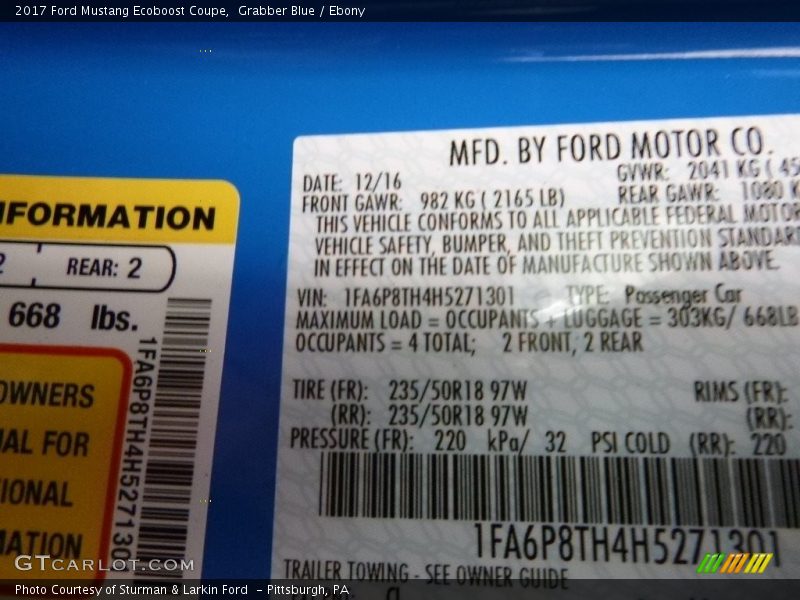 2017 Ford Mustang Ecoboost Coupe,  Grabber Blue / Ebony
MFD. BY FORD MOTOR CO.
DATE: 12/16
GVWR: 2041 KG ( 45
FRONT GAWR: 982 KG ( 2165 LB)
REAR GAWR: 1080 K
THIS VEHICLE CONFORMS TO ALL APPLICABLE FEDERAL MOTOR
VEHICLE SAFETY, BUMPER, AND THEFT PREVENTION STANDAR
IN EFFECT ON THE DATE OF MANUFACTURE SHOWN ABOVE.
VIN: 1FA6P8TH4H5271301 TYPE: Passenger Car
MAXIMUM LOAD = OCCUPANTS + LUGGAGE = 303KG/ 668LB
OCCUPANTS = 4 TOTAL; 2 FRONT, 2 REAR
TIRE (FR): 235/50R18 97W RIMS (FR):
(RR): 235/50R18 97W (RR):
PRESSURE (FR): 220 kPa/ 32 PSI COLD (RR): 220
1FA6P8TH4H5271301
TRAILER TOWING - SEE OWNER GUIDE
NFORMATION
2 REAR: 2
668 lbs.
OWNERS
AL FOR
IONAL
MATION
1FA6P8TH4H5271301
GTCARLOT.COM
Photo Courtesy of Sturman & Larkin Ford  - Pittsburgh, PA